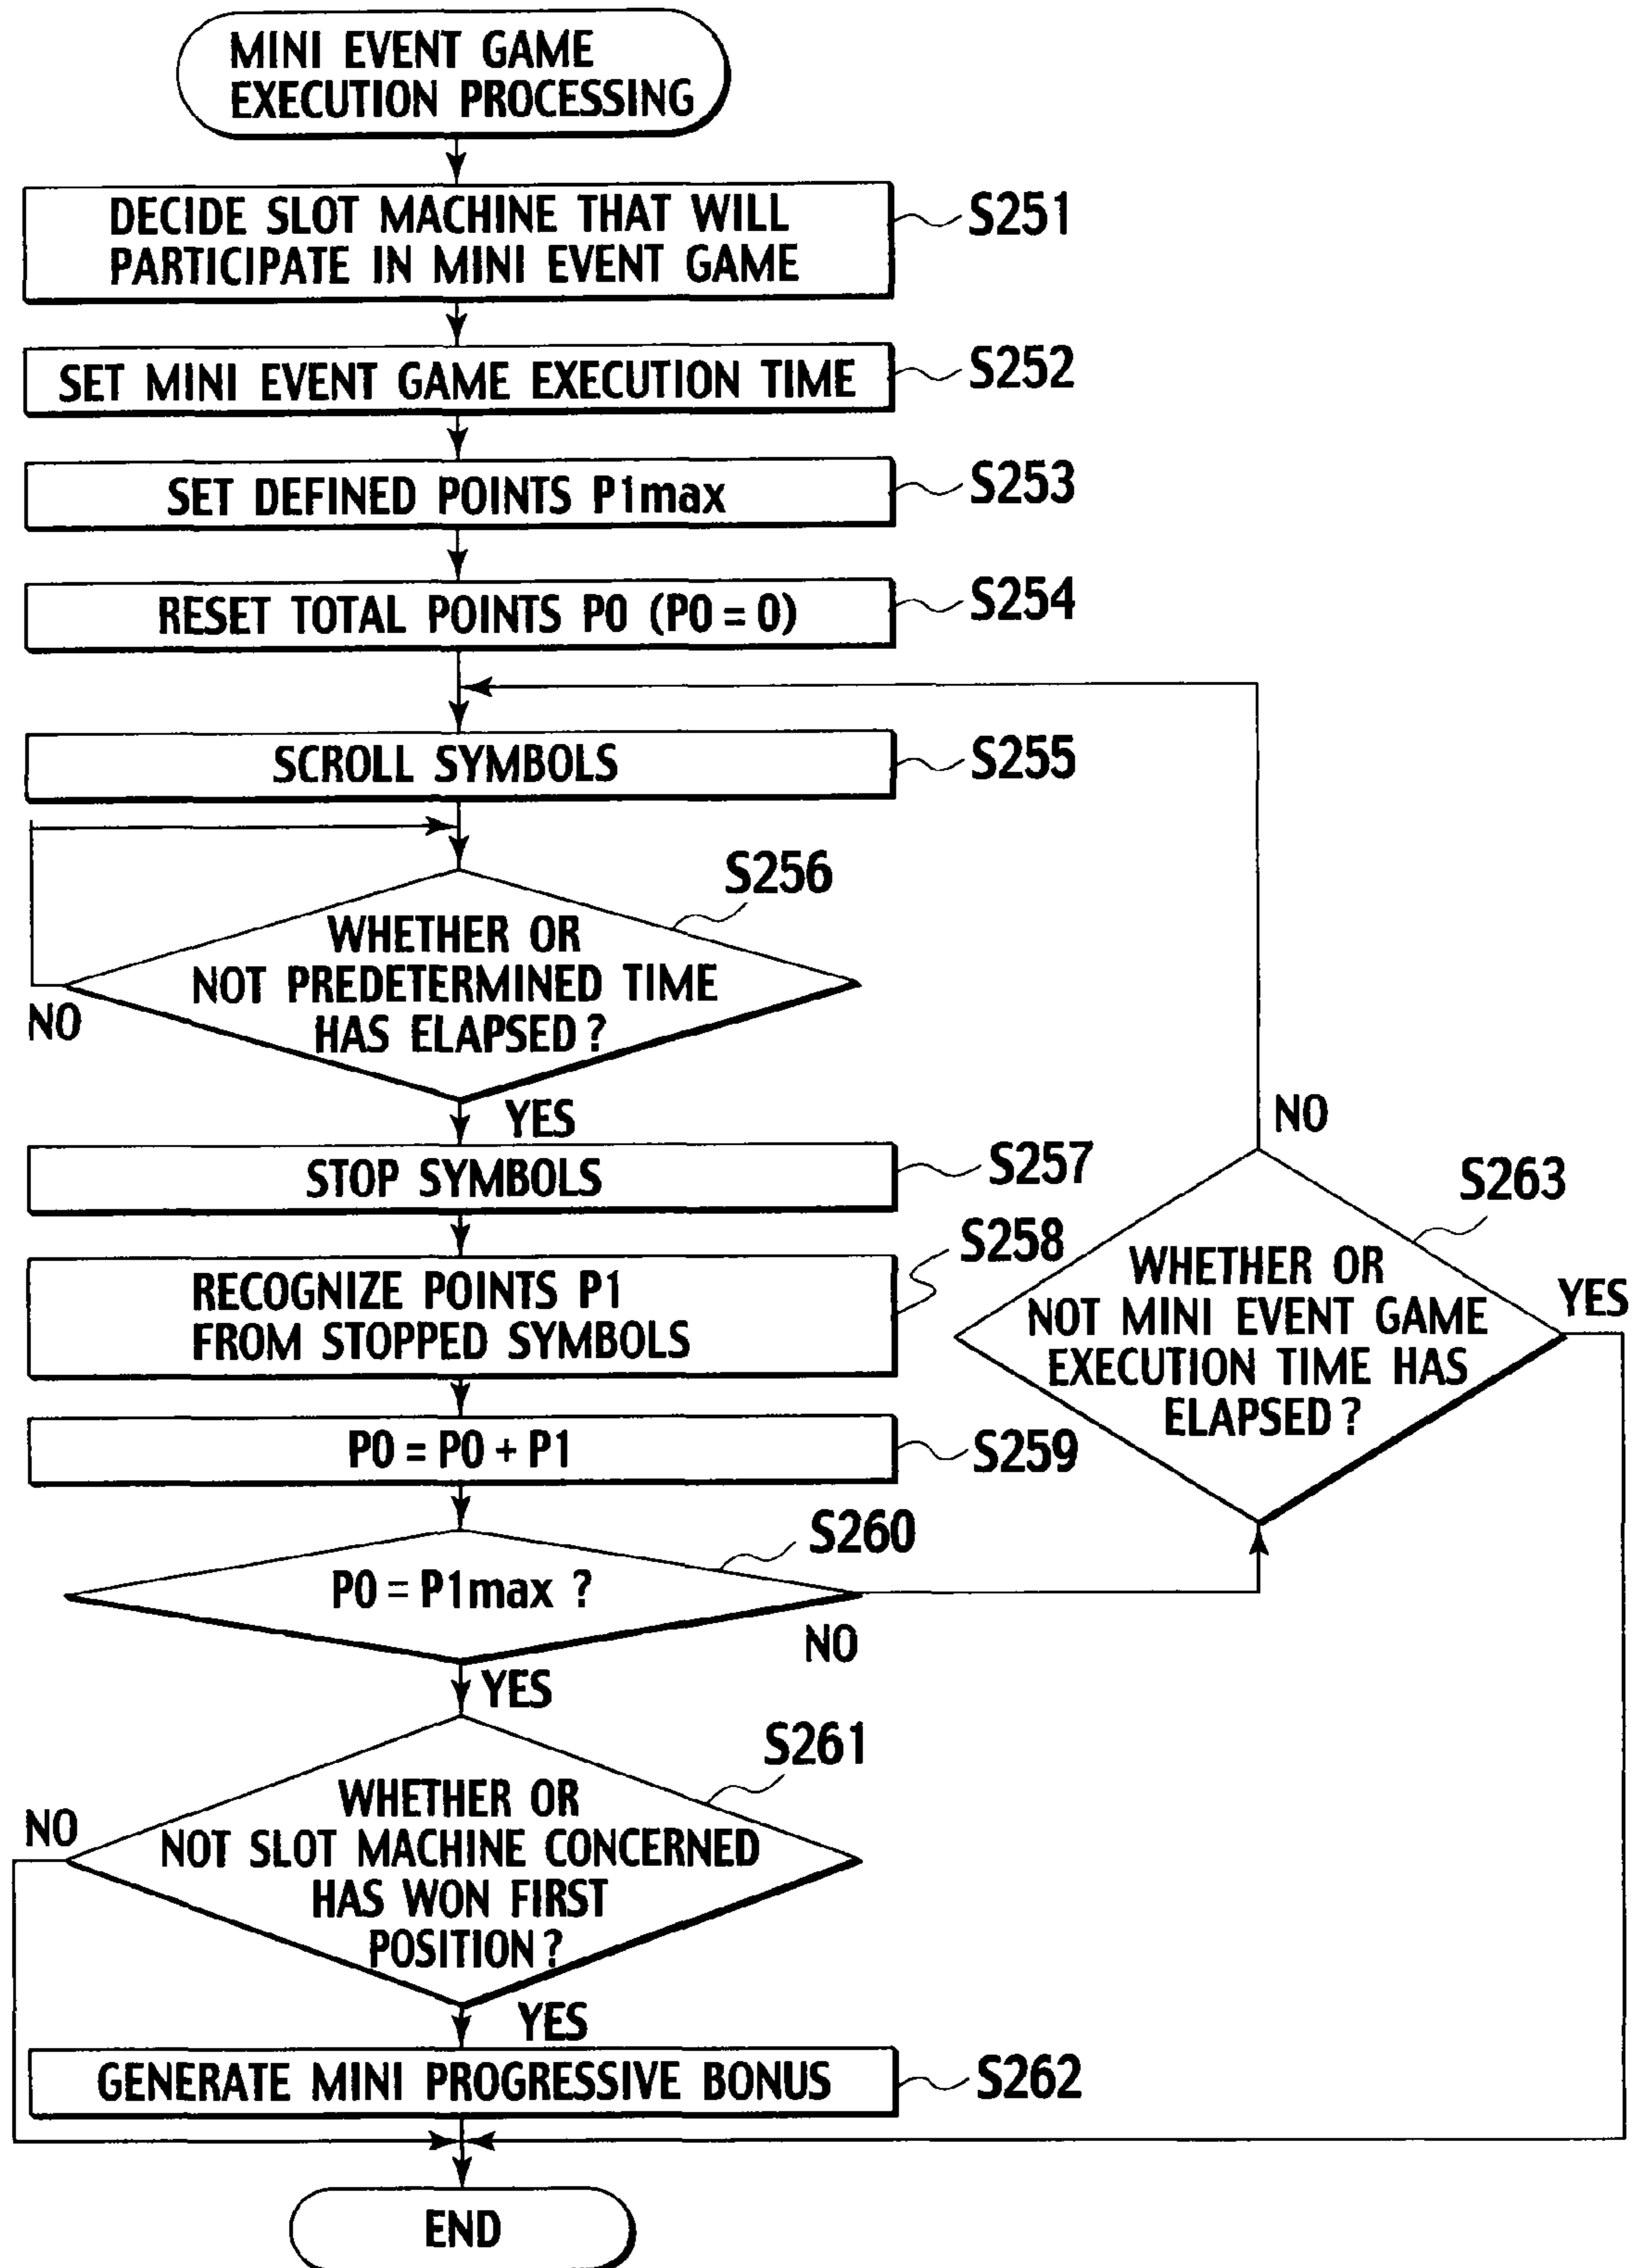 MINI EVENT GAME
EXECUTION PROCESSING
DECIDE SLOT MACHINE THAT WILL
PARTICIPATE IN MINI EVENT GAME
S251
SET MINI EVENT GAME EXECUTION TIME
S252
SET DEFINED POINTS P1max
S253
RESET TOTAL POINTS P0 (P0 = 0)
S254
SCROLL SYMBOLS
S255
S256
WHETHER OR
NOT PREDETERMINED TIME
HAS ELAPSED ?
NO
YES
STOP SYMBOLS
S257
RECOGNIZE POINTS P1
FROM STOPPED SYMBOLS
S258
P0 = P0 + P1
S259
S260
P0 = P1max ?
NO
YES
NO
S263
WHETHER OR
NOT MINI EVENT GAME
EXECUTION TIME HAS
ELAPSED ?
YES
S261
WHETHER OR
NOT SLOT MACHINE CONCERNED
HAS WON FIRST
POSITION ?
NO
YES
GENERATE MINI PROGRESSIVE BONUS
S262
END